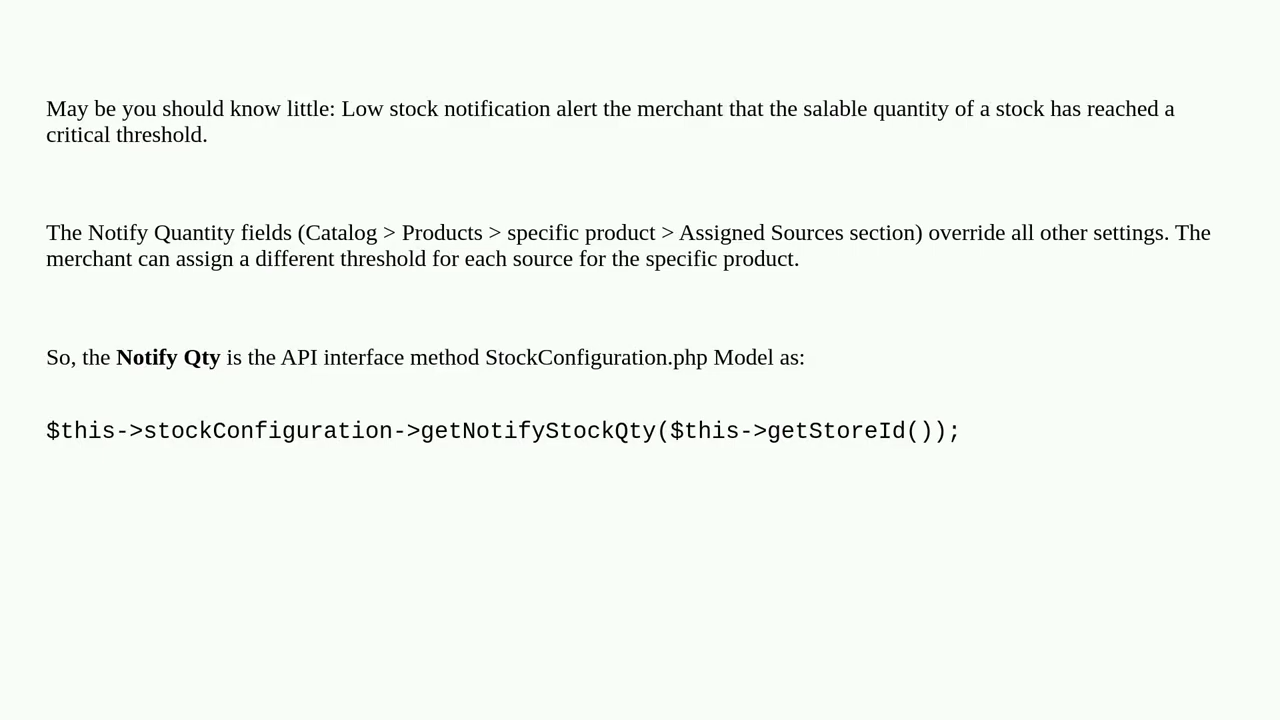 May be you should know little: Low stock notification alert the merchant that the salable quantity of a stock has reached a
critical threshold.
The Notify Quantity fields (Catalog > Products > specific product > Assigned Sources section) override all other settings. The
merchant can assign a different threshold for each source for the specific product.
So, the Notify Qty is the API interface method StockConfiguration.php Model as:
$this->stockConfiguration->getNotifyStockQty($this->getStoreId());